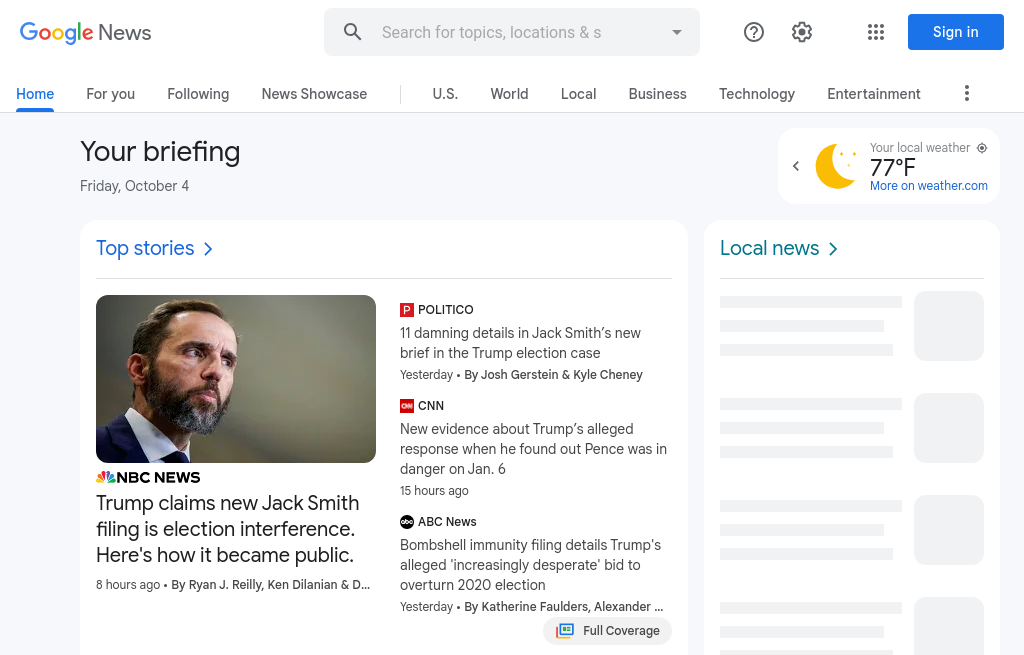 Google News
Search for topics, locations & s
Sign in
Home
For you
Following
News Showcase
U.S.
World
Local
Business
Technology
Entertainment
Your briefing
Friday, October 4
Your local weather
77°F
More on weather.com
Top stories
Local news
NBC NEWS
Trump claims new Jack Smith
filing is election interference.
Here's how it became public.
8 hours ago • By Ryan J. Reilly, Ken Dilanian & D...
P POLITICO
11 damning details in Jack Smith’s new
brief in the Trump election case
Yesterday • By Josh Gerstein & Kyle Cheney
CNN CNN
New evidence about Trump’s alleged
response when he found out Pence was in
danger on Jan. 6
15 hours ago
abc ABC News
Bombshell immunity filing details Trump's
alleged 'increasingly desperate' bid to
overturn 2020 election
Yesterday • By Katherine Faulders, Alexander ...
Full Coverage